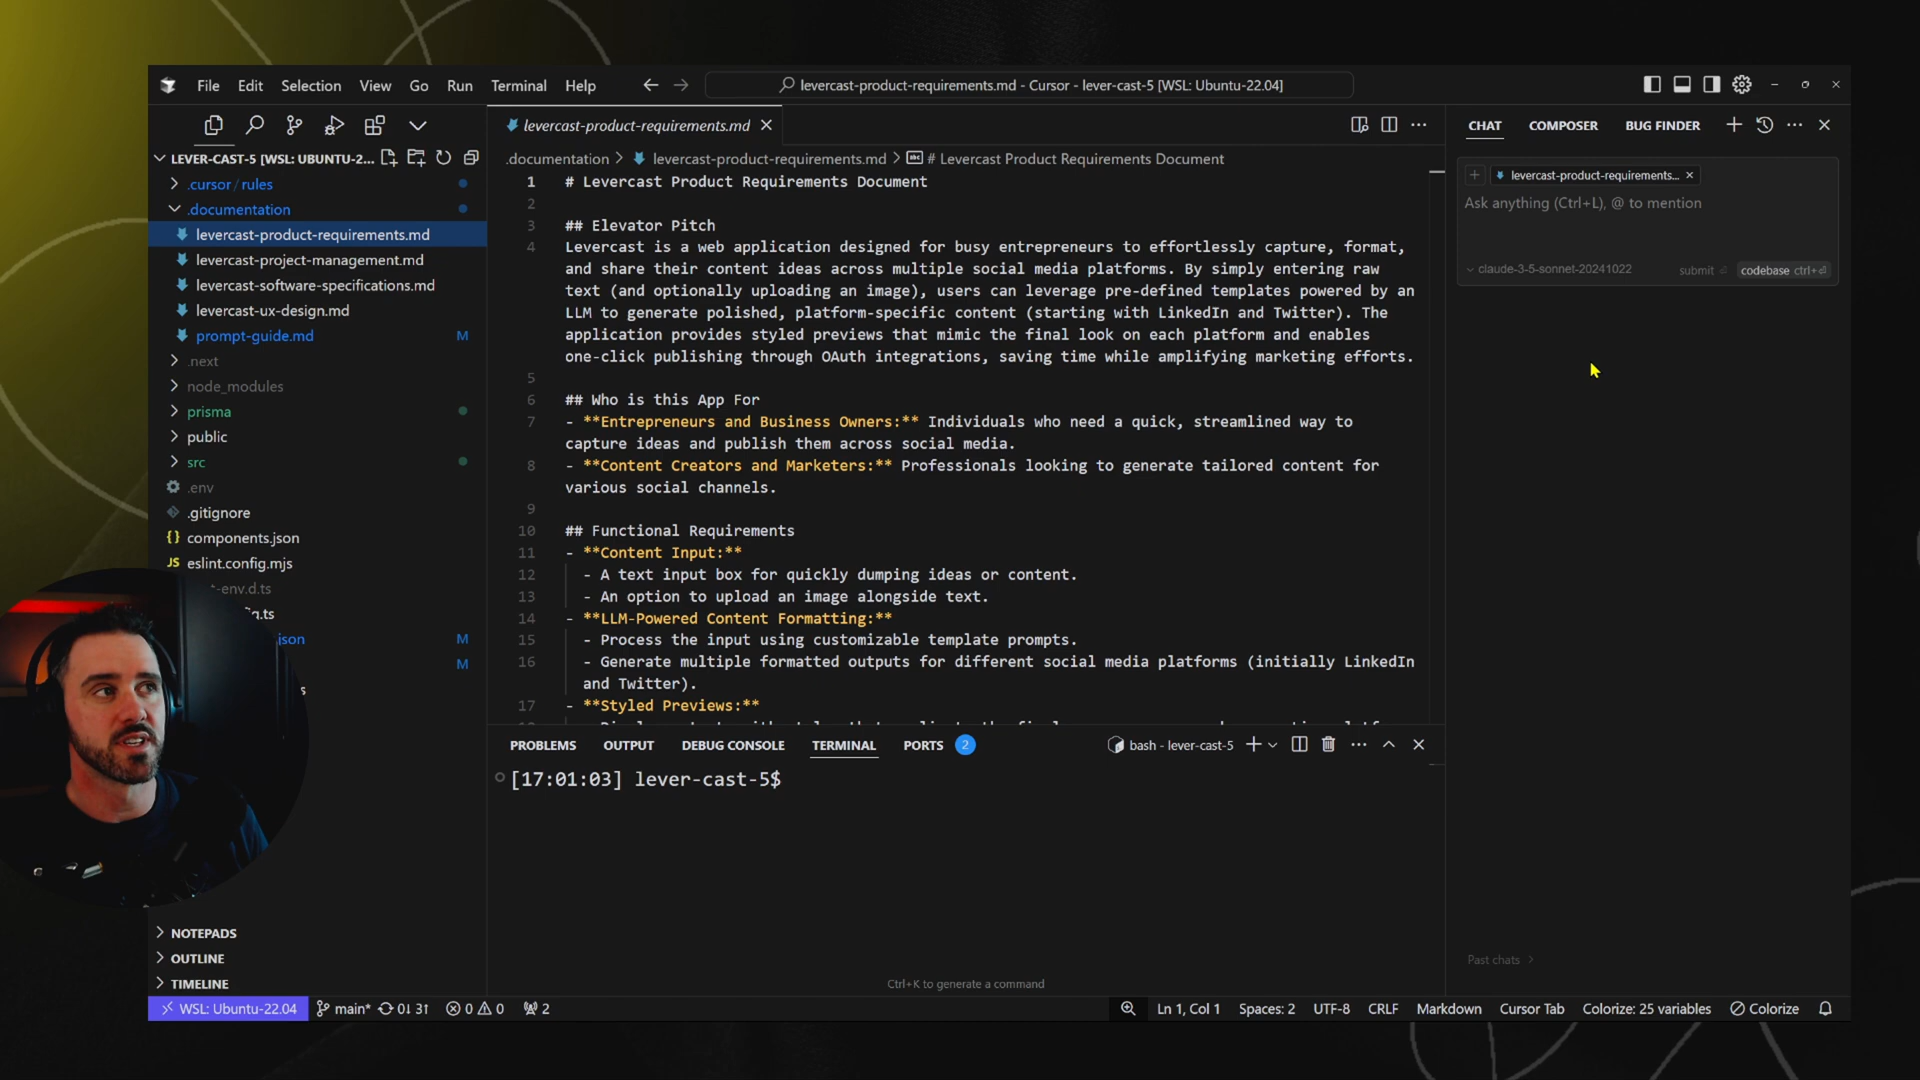 File Edit Selection View Go Run Terminal Help
levercast-product-requirements.md - Cursor - lever-cast-5 [WSL: Ubuntu-22.04]
LEVER-CAST-5 [WSL: UBUNTU-2...
.cursor / rules
.documentation
levercast-product-requirements.md
levercast-project-management.md
levercast-software-specifications.md
levercast-ux-design.md
prompt-guide.md M
.next
node_modules
prisma
public
src
.env
.gitignore
components.json
eslint.config.mjs
-env.d.ts
.ts
json M
M
s
NOTEPADS
OUTLINE
TIMELINE
levercast-product-requirements.md
.documentation > levercast-product-requirements.md > # Levercast Product Requirements Document
1 # Levercast Product Requirements Document
2
3 ## Elevator Pitch
4 Levercast is a web application designed for busy entrepreneurs to effortlessly capture, format,
and share their content ideas across multiple social media platforms. By simply entering raw
text (and optionally uploading an image), users can leverage pre-defined templates powered by an
LLM to generate polished, platform-specific content (starting with LinkedIn and Twitter). The
application provides styled previews that mimic the final look on each platform and enables
one-click publishing through OAuth integrations, saving time while amplifying marketing efforts.
5
6 ## Who is this App For
7 - **Entrepreneurs and Business Owners:** Individuals who need a quick, streamlined way to
capture ideas and publish them across social media.
8 - **Content Creators and Marketers:** Professionals looking to generate tailored content for
various social channels.
9
10 ## Functional Requirements
11 - **Content Input:**
12 - A text input box for quickly dumping ideas or content.
13 - An option to upload an image alongside text.
14 - **LLM-Powered Content Formatting:**
15 - Process the input using customizable template prompts.
16 - Generate multiple formatted outputs for different social media platforms (initially LinkedIn
and Twitter).
17 - **Styled Previews:**
PROBLEMS OUTPUT DEBUG CONSOLE TERMINAL PORTS 2
bash - lever-cast-5
[17:01:03] lever-cast-5$
Ctrl+K to generate a command
CHAT COMPOSER BUG FINDER
levercast-product-requirements...
Ask anything (Ctrl+L), @ to mention
claude-3-5-sonnet-20241022 submit codebase ctrl+
Past chats >
WSL: Ubuntu-22.04 main* 0↓ 3↑ 0 0 2
Ln 1, Col 1 Spaces: 2 UTF-8 CRLF Markdown Cursor Tab Colorize: 25 variables Colorize